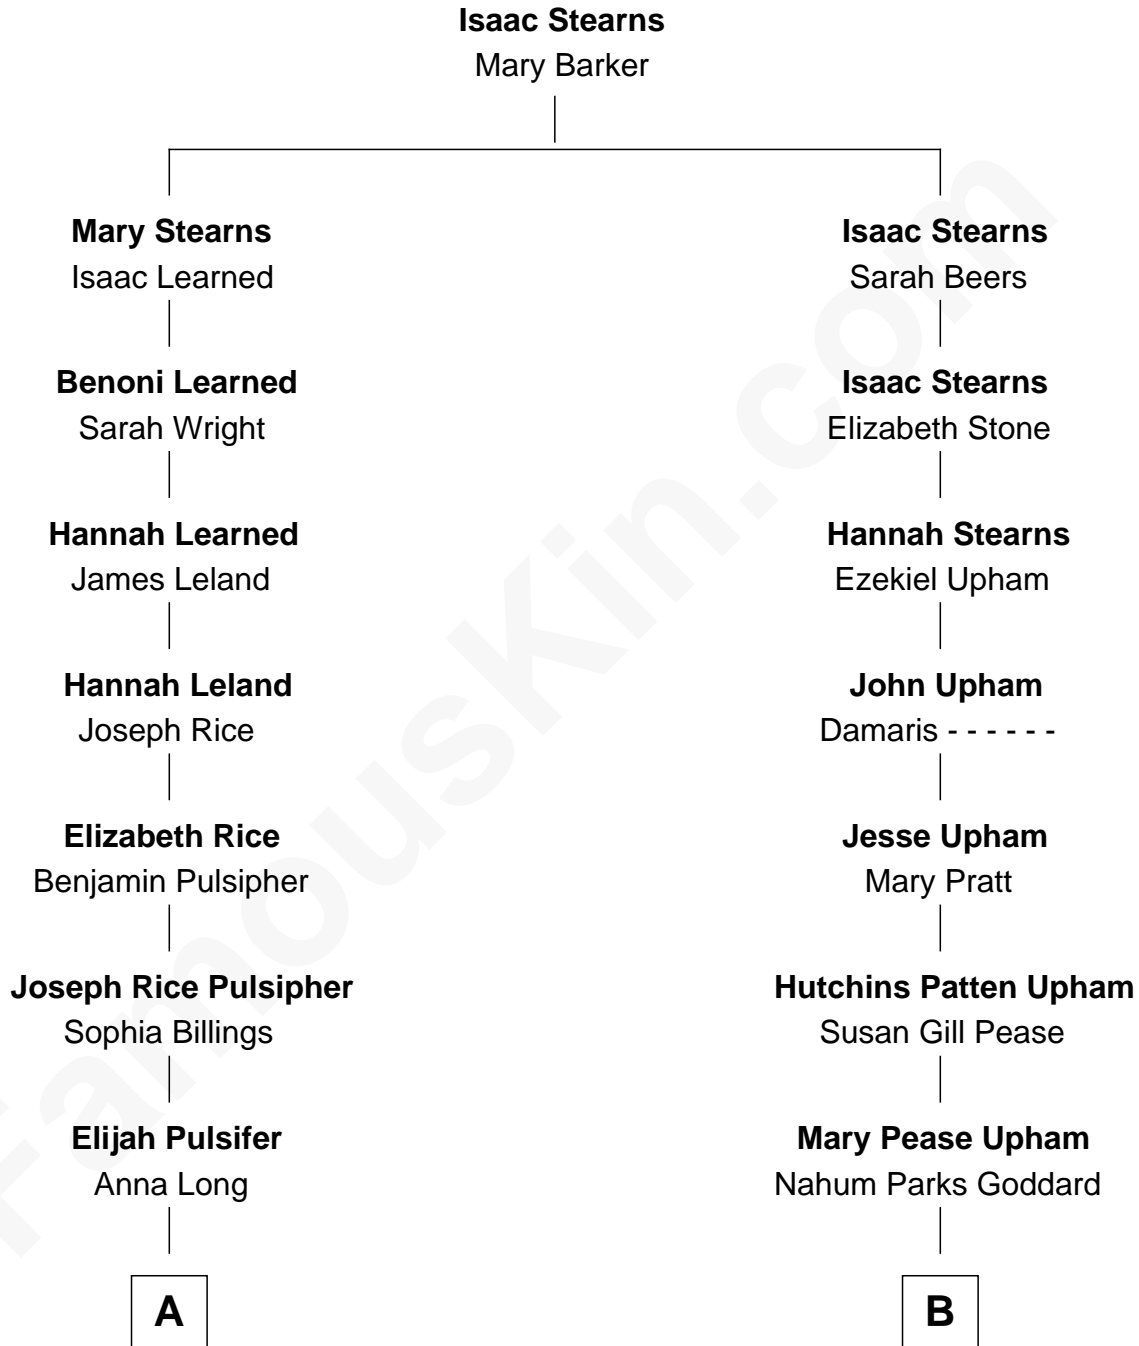 Isaac Stearns
Mary Barker
Mary Stearns
Isaac Learned
Isaac Stearns
Sarah Beers
Benoni Learned
Sarah Wright
Isaac Stearns
Elizabeth Stone
Hannah Learned
James Leland
Hannah Stearns
Ezekiel Upham
Hannah Leland
Joseph Rice
John Upham
Damaris - - - - - -
Elizabeth Rice
Benjamin Pulsipher
Jesse Upham
Mary Pratt
Joseph Rice Pulsipher
Sophia Billings
Hutchins Patten Upham
Susan Gill Pease
Elijah Pulsifer
Anna Long
Mary Pease Upham
Nahum Parks Goddard
A
B
FamousKin.com